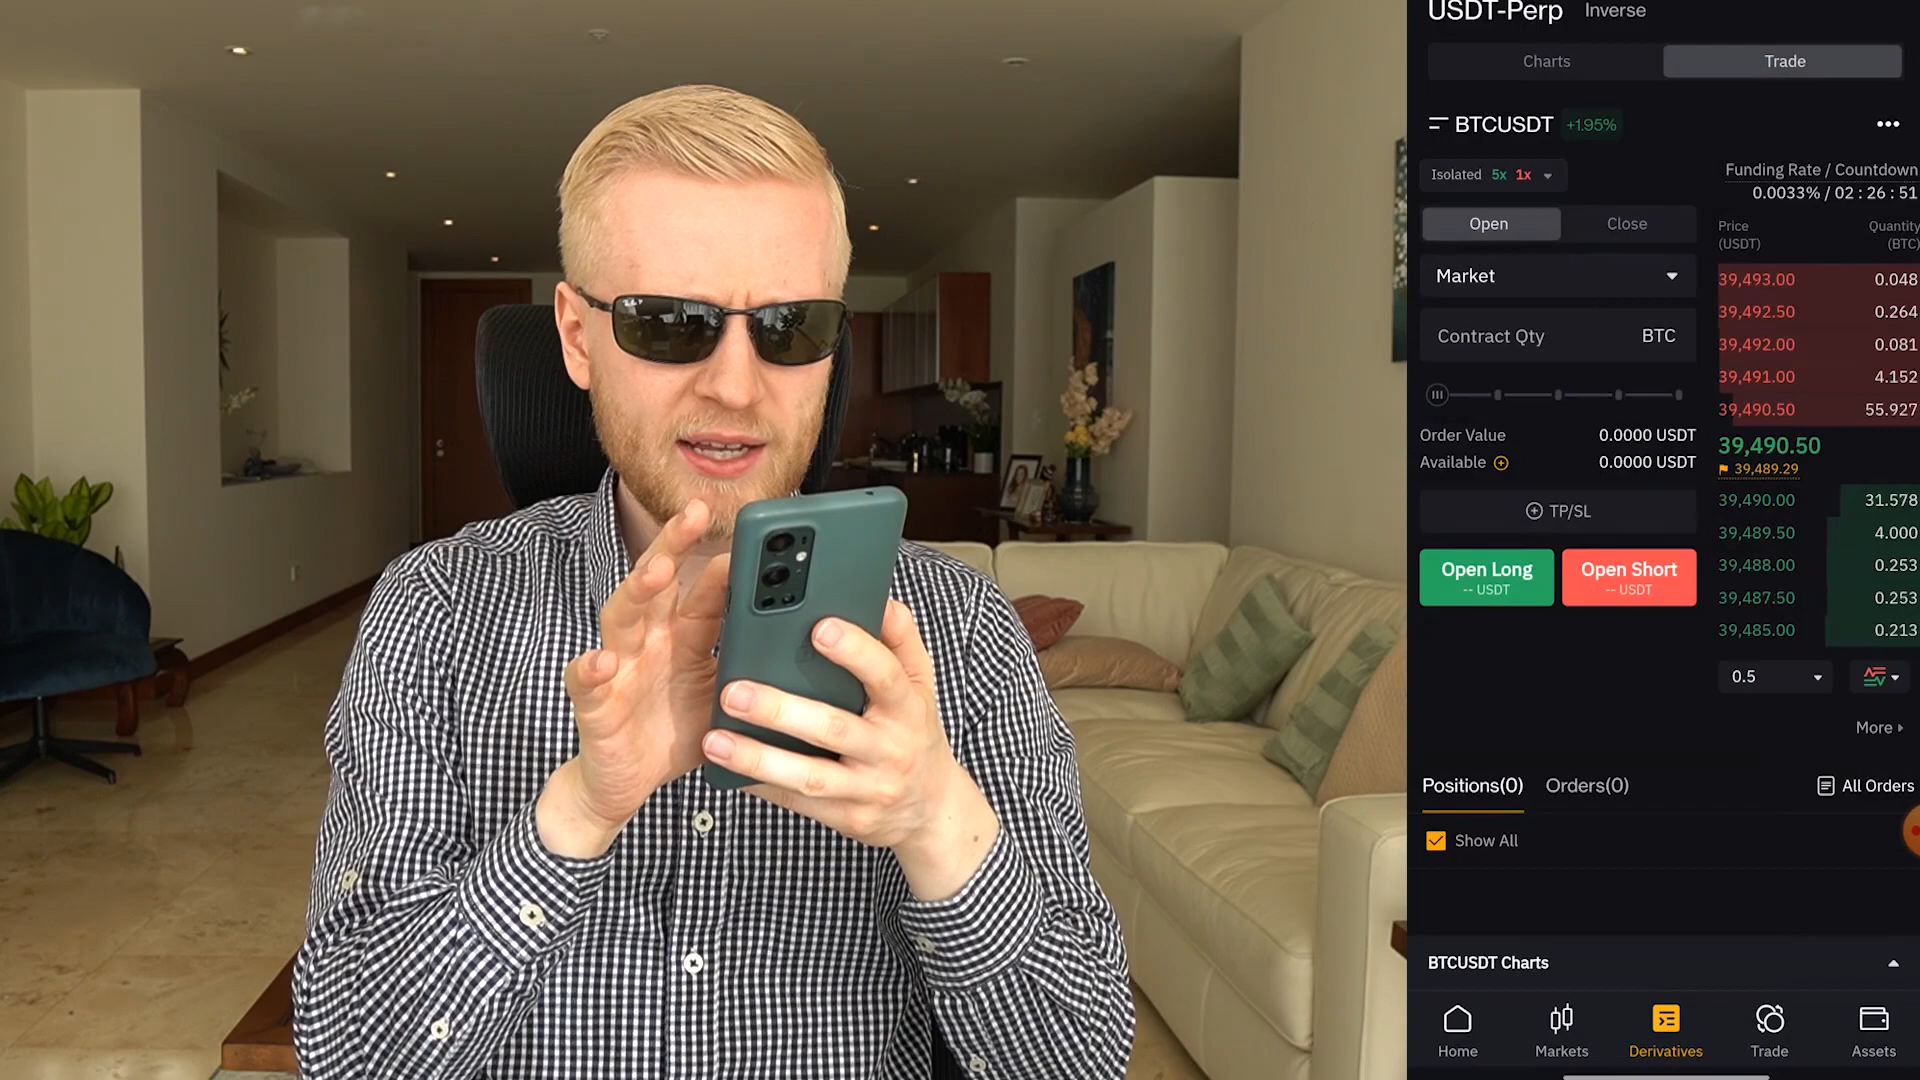 USDT-Perp Inverse
Charts Trade
BTCUSDT +1.95%
Isolated 5x 1x
Funding Rate / Countdown
0.0033% / 02 : 26 : 51
Open Close
Price (USDT) Quantity (BTC)
Market
Contract Qty BTC
Order Value 0.0000 USDT
Available 0.0000 USDT
TP/SL
Open Long
-- USDT
Open Short
-- USDT
39,493.00 0.048
39,492.50 0.264
39,492.00 0.081
39,491.00 4.152
39,490.50 55.927
39,490.50
39,489.29
39,490.00 31.578
39,489.50 4.000
39,488.00 0.253
39,487.50 0.253
39,485.00 0.213
0.5
More
Positions(0) Orders(0) All Orders
Show All
BTCUSDT Charts
Home Markets Derivatives Trade Assets